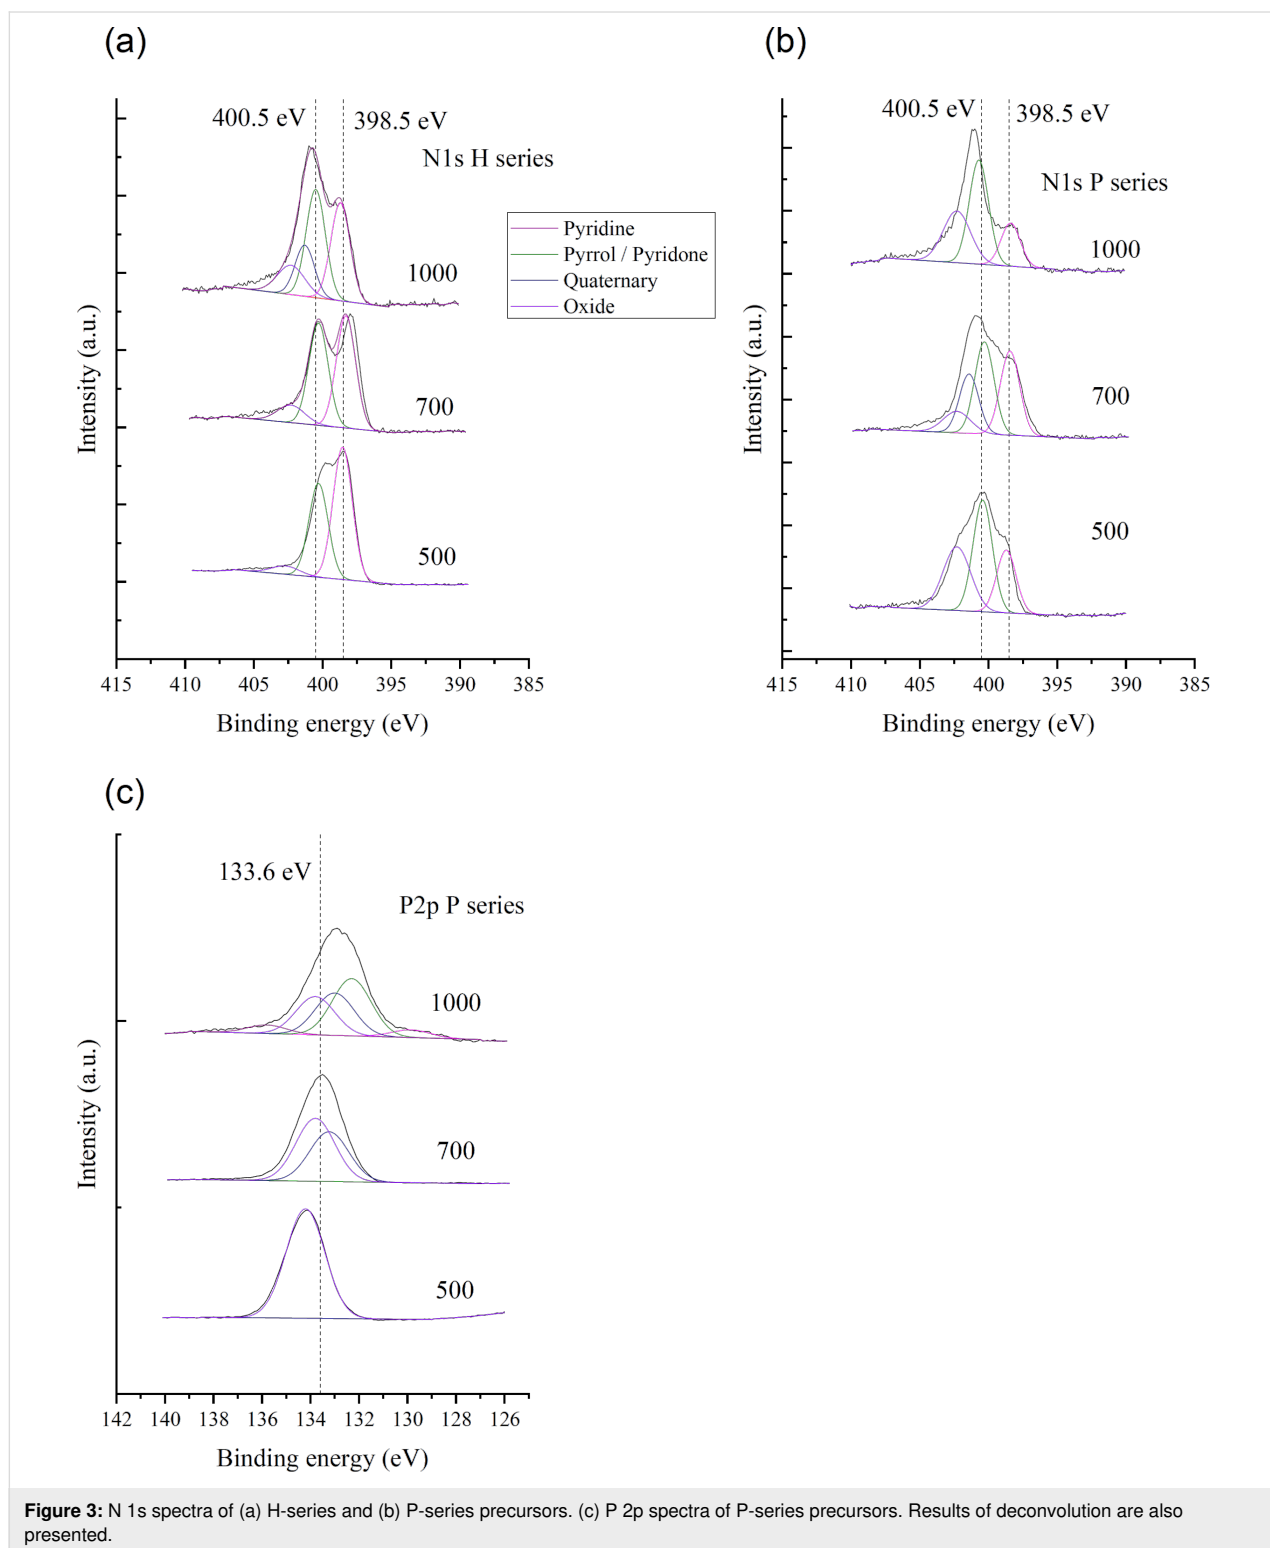 (a)
400.5 eV
398.5 eV
N1s H series
1000
700
500
Intensity (a.u.)
415 410 405 400 395 390 385
Binding energy (eV)
Pyridine
Pyrrol / Pyridone
Quaternary
Oxide
(b)
400.5 eV
398.5 eV
N1s P series
1000
700
500
Intensity (a.u.)
415 410 405 400 395 390 385
Binding energy (eV)
(c)
133.6 eV
P2p P series
1000
700
500
Intensity (a.u.)
142 140 138 136 134 132 130 128 126
Binding energy (eV)
Figure 3: N 1s spectra of (a) H-series and (b) P-series precursors. (c) P 2p spectra of P-series precursors. Results of deconvolution are also
presented.